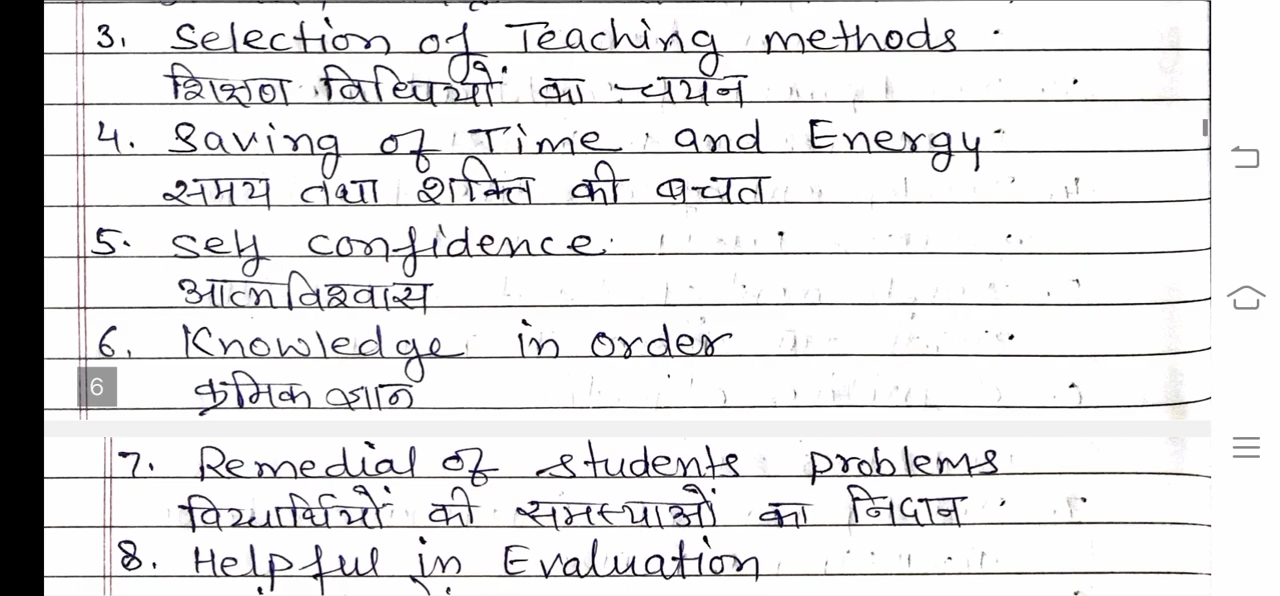 3. Selection of Teaching methods.
शिक्षण विधियों का चयन
4. Saving of Time and Energy.
समय तथा शक्ति की बचत
5. Self confidence.
आत्मविश्वास
6. Knowledge in order
क्रमिक ज्ञान
6
7. Remedial of students problems
विद्यार्थियों की समस्याओं का निदान
8. Helpful in Evaluation